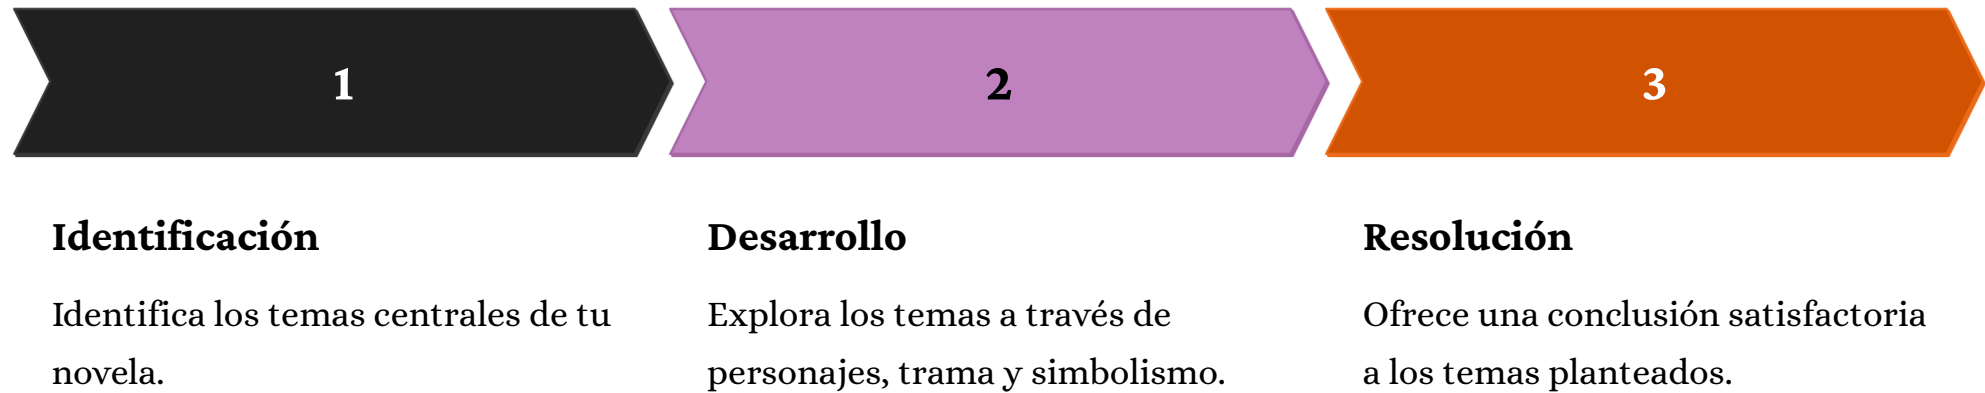 1
2
3
Identificación
Identifica los temas centrales de tu
novela.
Desarrollo
Explora los temas a través de
personajes, trama y simbolismo.
Resolución
Ofrece una conclusión satisfactoria
a los temas planteados.